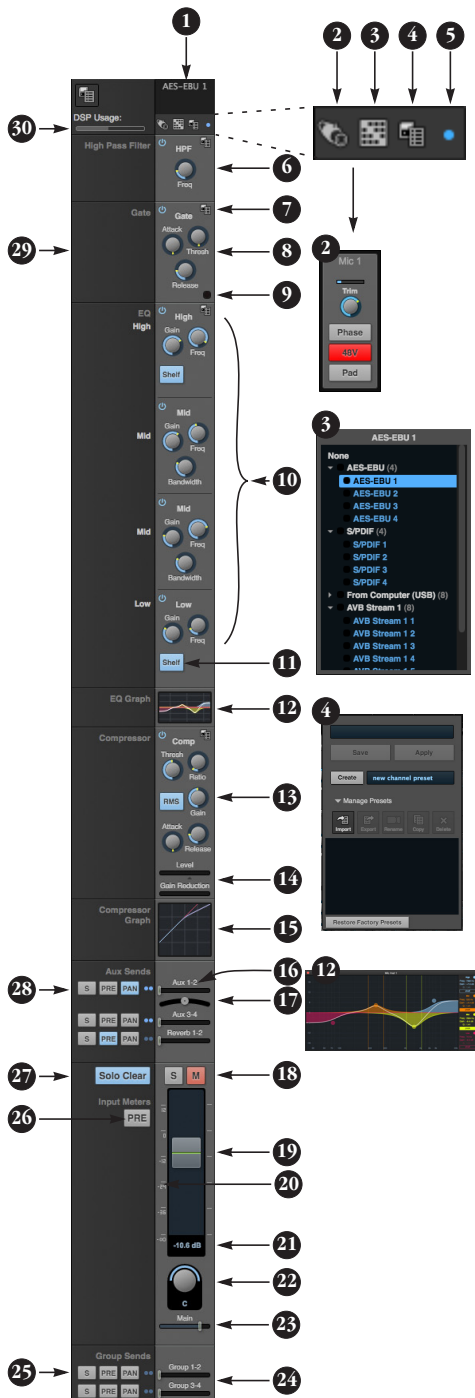 1
2
3
4
5
AES-EBU 1
DSP Usage:
30
High Pass Filter
HPF
Freq
6
7
29
Gate
Gate
Attack
Thresh
Release
8
9
2
Mic 1
Trim
Phase
48V
Pad
EQ
High
High
Gain
Freq
Shelf
Mid
Mid
Gain
Freq
Bandwidth
10
Mid
Mid
Gain
Freq
Bandwidth
Low
Low
Gain
Freq
Shelf
11
3
AES-EBU 1
None
AES-EBU (4)
AES-EBU 1
AES-EBU 2
AES-EBU 3
AES-EBU 4
S/PDIF (4)
S/PDIF 1
S/PDIF 2
S/PDIF 3
S/PDIF 4
From Computer (USB) (8)
AVB Stream 1 (8)
AVB Stream 1 1
AVB Stream 1 2
AVB Stream 1 3
AVB Stream 1 4
EQ Graph
12
Compressor
Comp
Thresh
Ratio
RMS
Gain
Attack
Release
13
Level
Gain Reduction
14
4
Save
Apply
Create
new channel preset
Manage Presets
Import
Export
Rename
Copy
Delete
Restore Factory Presets
Compressor
Graph
15
Aux Sends
28
S
PRE
PAN
Aux 1-2
16
17
S
PRE
PAN
Aux 3-4
S
PRE
PAN
Reverb 1-2
12
27
Solo Clear
S
M
18
Input Meters
26
PRE
19
20
-10.6 dB
21
C
22
Main
23
Group Sends
25
S
PRE
PAN
Group 1-2
24
S
PRE
PAN
Group 3-4